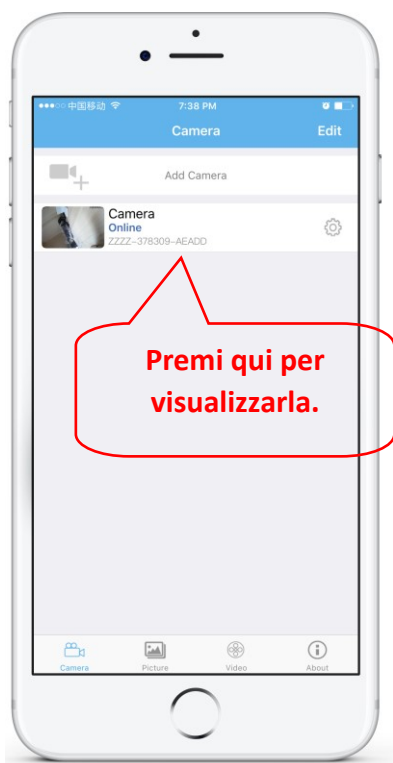 中国移动 7:38 PM
Camera Edit
Add Camera
Camera
Online
ZZZZ-378309-AEADD
Premi qui per
visualizzarla.
Camera Picture Video About